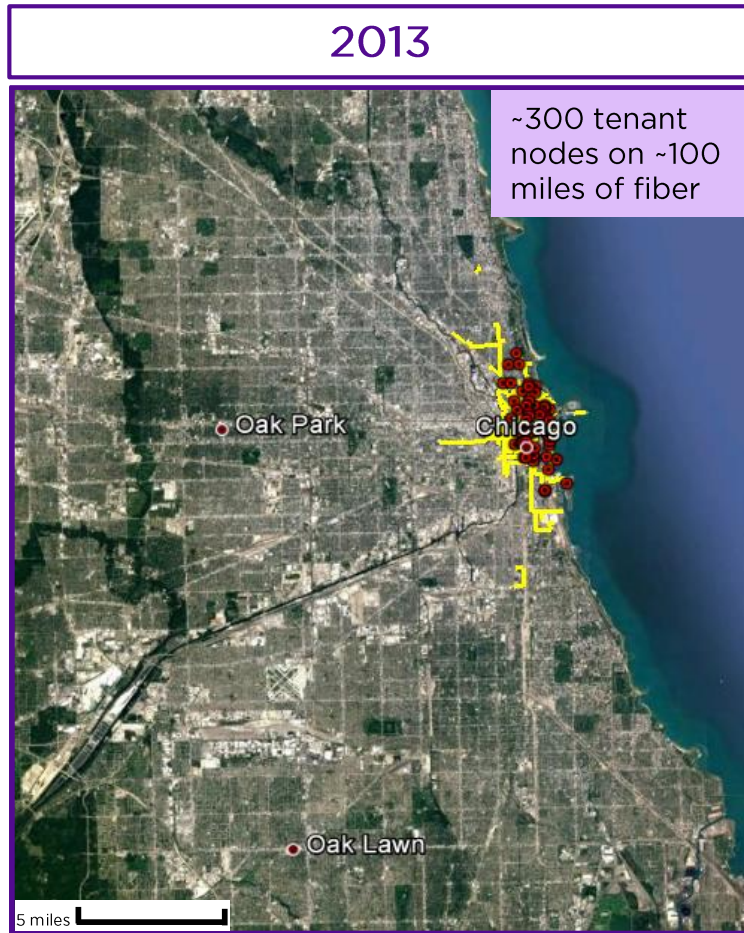 2013
~300 tenant
nodes on ~100
miles of fiber
Oak Park
Chicago
Oak Lawn
5 miles